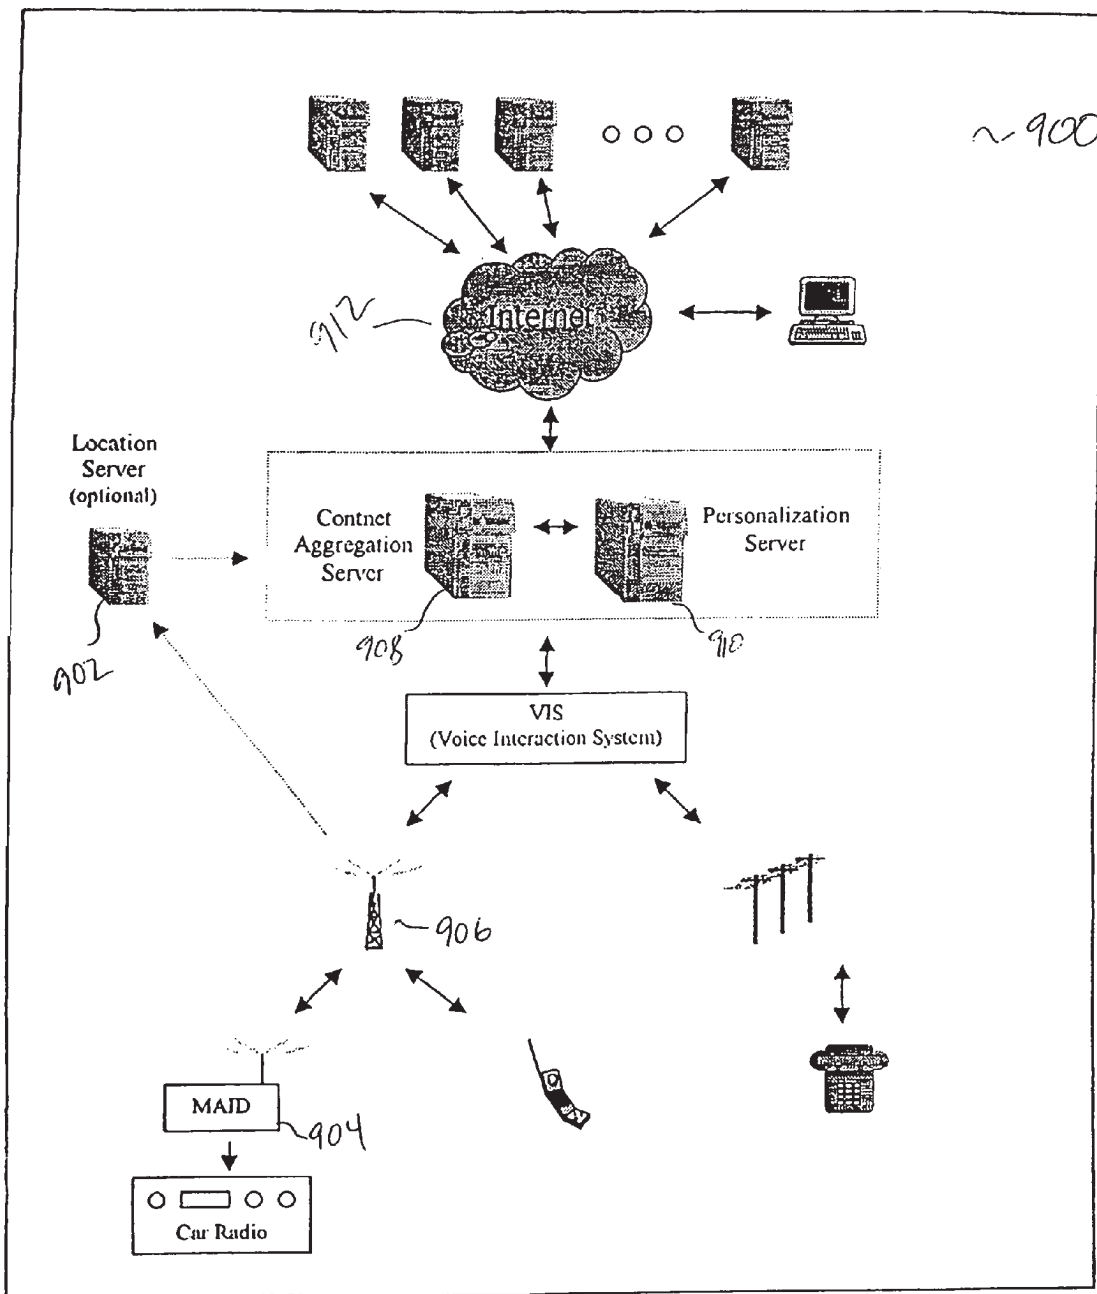 ~900
Internet
912
Location
Server
(optional)
Contnet
Aggregation
Server
Personalization
Server
902
908
910
VIS
(Voice Interaction System)
906
MAID
904
Car Radio